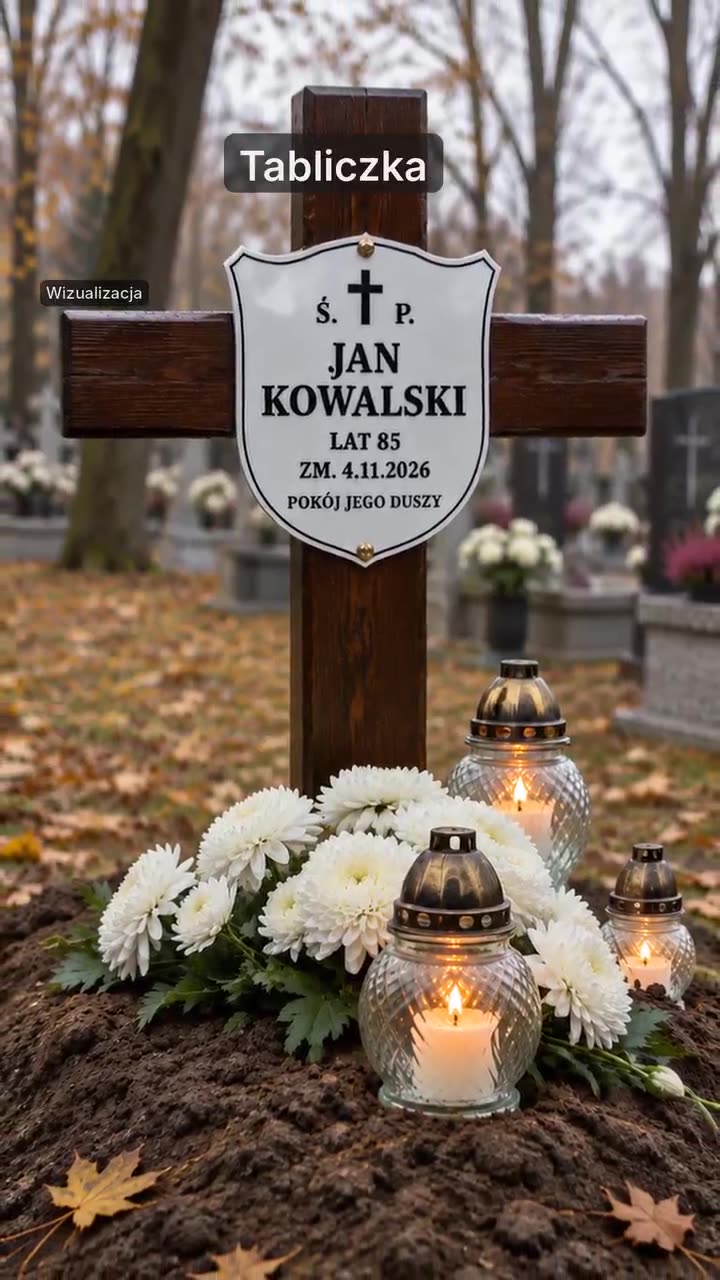 Tabliczka
Wizualizacja
Ś. P.
JAN
KOWALSKI
LAT 85
ZM. 4.11.2026
POKÓJ JEGO DUSZY